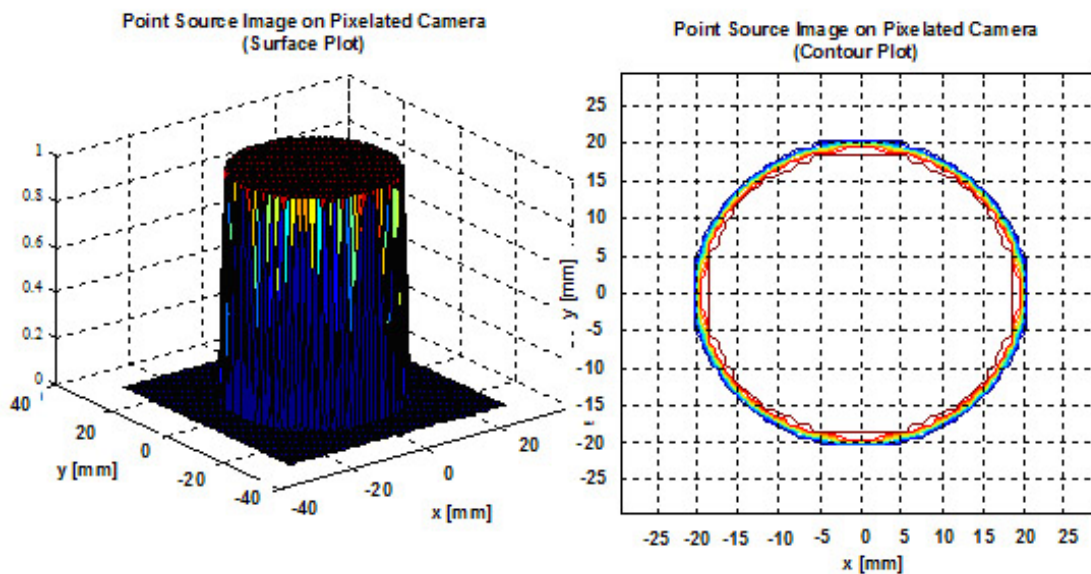 Point Source Image on Pixelated Camera
(Surface Plot)
1
0.8
0.6
0.4
0.2
0
40
20
0
-20
-40
y [mm]
-40
-20
0
20
x [mm]
Point Source Image on Pixelated Camera
(Contour Plot)
25
20
15
10
5
0
-5
-10
-15
-20
-25
y [mm]
-25 -20 -15 -10 -5 0 5 10 15 20 25
x [mm]